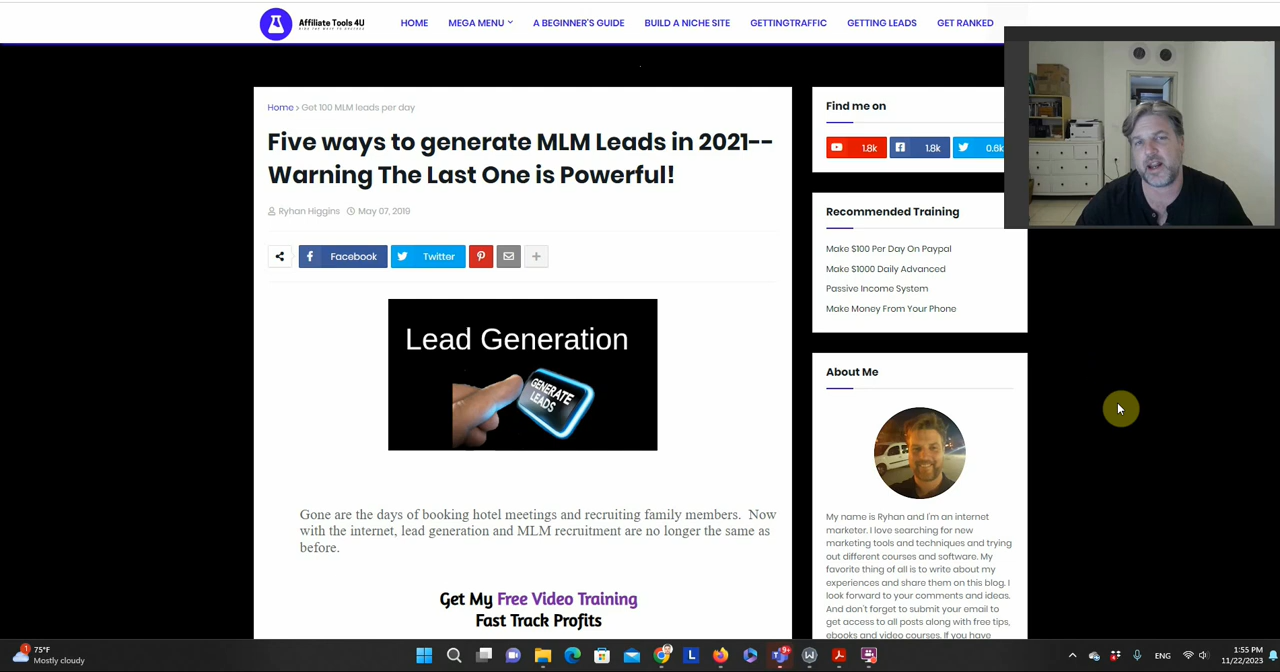 Affiliate Tools 4U
HOME
MEGA MENU
A BEGINNER'S GUIDE
BUILD A NICHE SITE
GETTINGTRAFFIC
GETTING LEADS
GET RANKED
Home > Get 100 MLM leads per day
Five ways to generate MLM Leads in 2021--
Warning The Last One is Powerful!
Ryhan Higgins May 07, 2019
Facebook
Twitter
Lead Generation
GENERATE
LEADS
Gone are the days of booking hotel meetings and recruiting family members. Now
with the internet, lead generation and MLM recruitment are no longer the same as
before.
Get My Free Video Training
Fast Track Profits
Find me on
1.8k
1.8k
0.6k
Recommended Training
Make $100 Per Day On Paypal
Make $1000 Daily Advanced
Passive Income System
Make Money From Your Phone
About Me
My name is Ryhan and I'm an internet
marketer. I love searching for new
marketing tools and techniques and trying
out different courses and software. My
favorite thing of all is to write about my
experiences and share them on this blog. I
look forward to your comments and ideas.
And don't forget to submit your email to
get access to all posts along with free tips,
ebooks and video courses. If you have
1
75°F
Mostly cloudy
L
9+
ENG
1:55 PM
11/22/2023